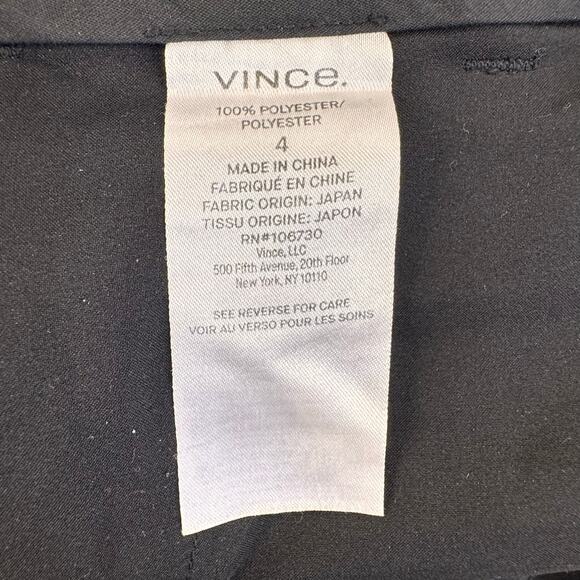 VINCE.
100% POLYESTER/
POLYESTER
4
MADE IN CHINA
FABRIQUÉ EN CHINE
FABRIC ORIGIN: JAPAN
TISSU ORIGINE: JAPON
RN#106730
Vince, LLC
500 Fifth Avenue, 20th Floor
New York, NY 10110
SEE REVERSE FOR CARE
VOIR AU VERSO POUR LES SOINS